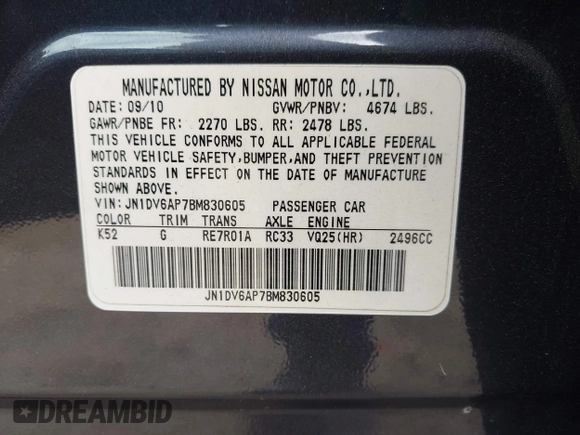 MANUFACTURED BY NISSAN MOTOR CO.,LTD.
DATE: 09/10 GVWR/PNBV: 4674 LBS.
GAWR/PNBE FR: 2270 LBS. RR: 2478 LBS.
THIS VEHICLE CONFORMS TO ALL APPLICABLE FEDERAL
MOTOR VEHICLE SAFETY,BUMPER,AND THEFT PREVENTION
STANDARDS IN EFFECT ON THE DATE OF MANUFACTURE
SHOWN ABOVE.
VIN: JN1DV6AP7BM830605 PASSENGER CAR
COLOR TRIM TRANS AXLE ENGINE
K52 G RE7R01A RC33 VQ25(HR) 2496CC
JN1DV6AP7BM830605
DREAMBID